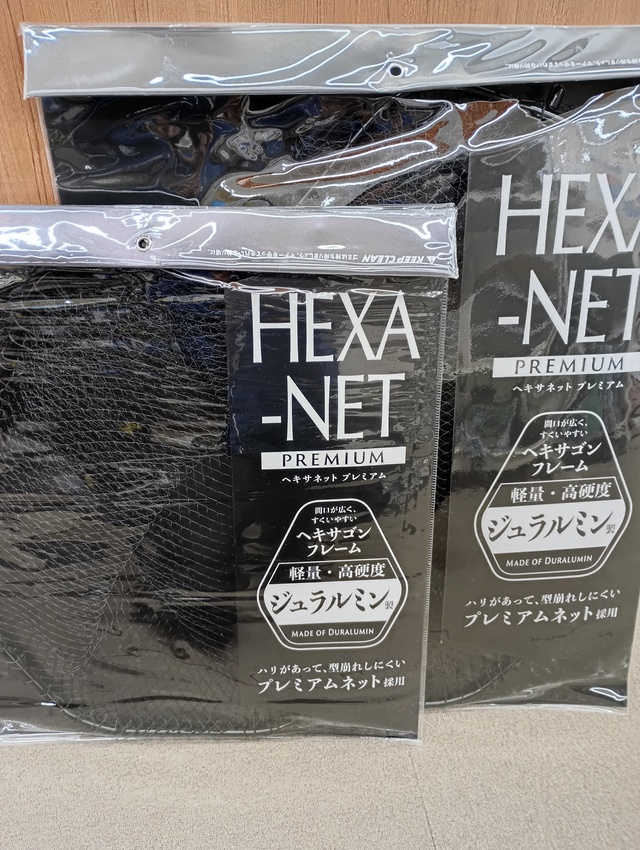 HEXA
-NET
PREMIUM
ヘキサネット プレミアム
間口が広く、
すくいやすい
ヘキサゴン
フレーム
軽量・高硬度
ジュラルミン製
MADE OF DURALUMIN
ハリがあって、型崩れしにくい
プレミアムネット採用
KEEP CLEAN
HEXA
-NET
PREMIUM
ヘキサネット プレミアム
間口が広く、
すくいやすい
ヘキサゴン
フレーム
軽量・高硬度
ジュラルミン製
MADE OF DURALUMIN
ハリがあって、型崩れしにくい
プレミアムネット採用